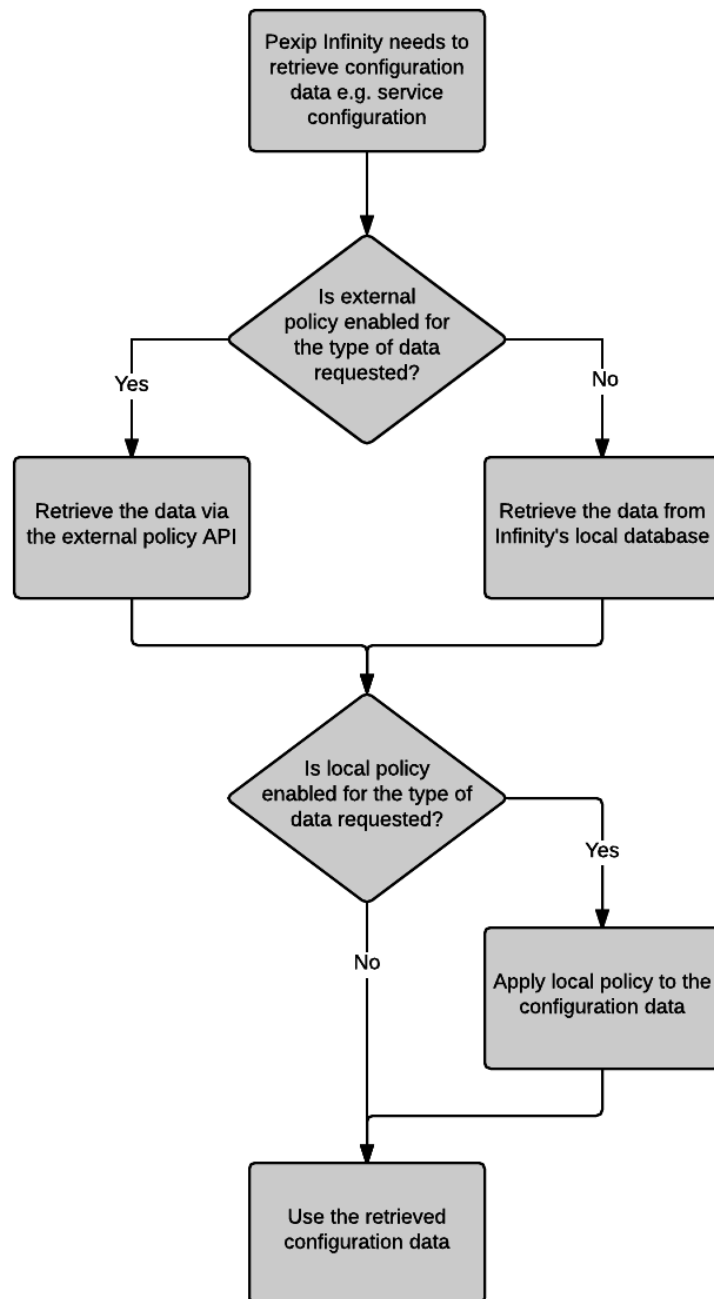 Pexip Infinity needs to
retrieve configuration
data e.g. service
configuration
Is external
policy enabled for
the type of data
requested?
Yes
No
Retrieve the data via
the external policy API
Retrieve the data from
Infinity's local database
Is local policy
enabled for the type of
data requested?
Yes
No
Apply local policy to the
configuration data
Use the retrieved
configuration data